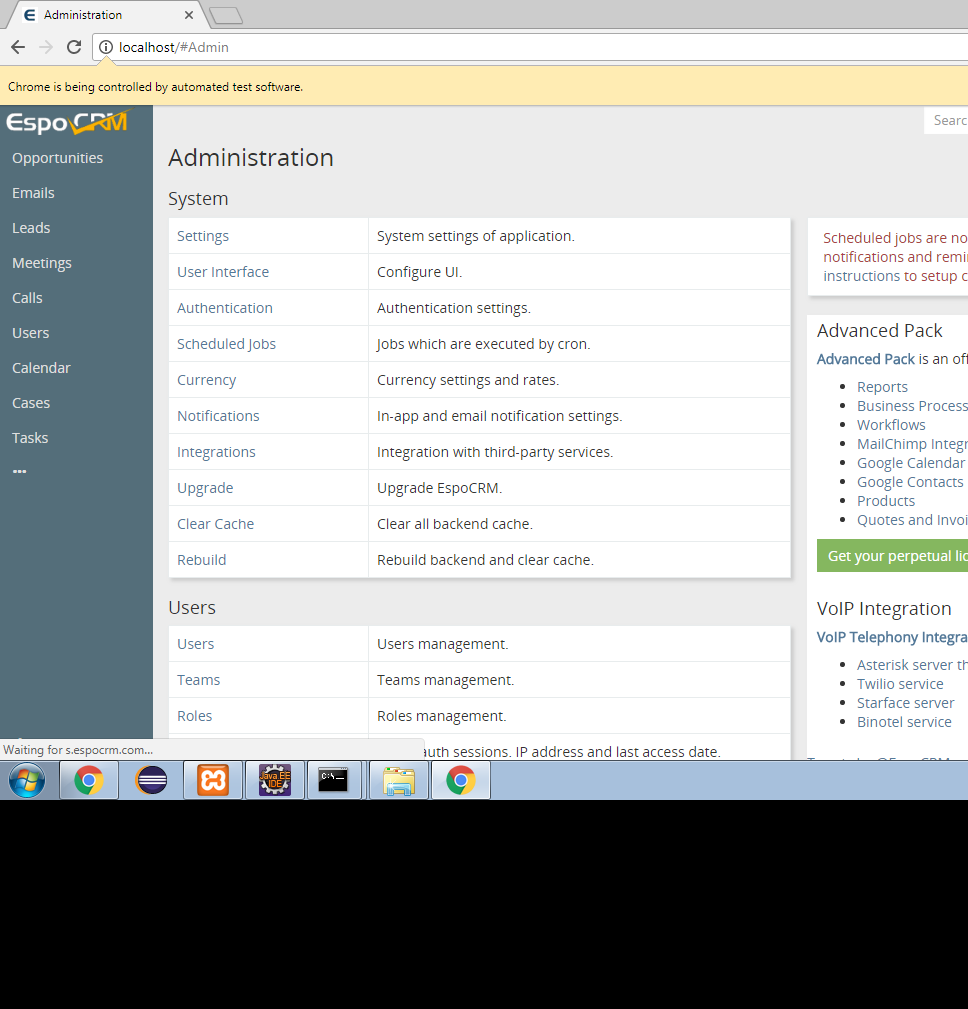 Administration
localhost/#Admin
Chrome is being controlled by automated test software.
EspoCRM
Opportunities
Emails
Leads
Meetings
Calls
Users
Calendar
Cases
Tasks
Administration
System
Settings System settings of application.
User Interface Configure UI.
Authentication Authentication settings.
Scheduled Jobs Jobs which are executed by cron.
Currency Currency settings and rates.
Notifications In-app and email notification settings.
Integrations Integration with third-party services.
Upgrade Upgrade EspoCRM.
Clear Cache Clear all backend cache.
Rebuild Rebuild backend and clear cache.
Users
Users Users management.
Teams Teams management.
Roles Roles management.
auth sessions. IP address and last access date.
Searc
Scheduled jobs are no
notifications and remi
instructions to setup c
Advanced Pack
Advanced Pack is an off
Reports
Business Process
Workflows
MailChimp Integr
Google Calendar
Google Contacts
Products
Quotes and Invoi
Get your perpetual lic
VoIP Integration
VoIP Telephony Integra
Asterisk server th
Twilio service
Starface server
Binotel service
Waiting for s.espocrm.com...
Java EE
IDE
C:\_